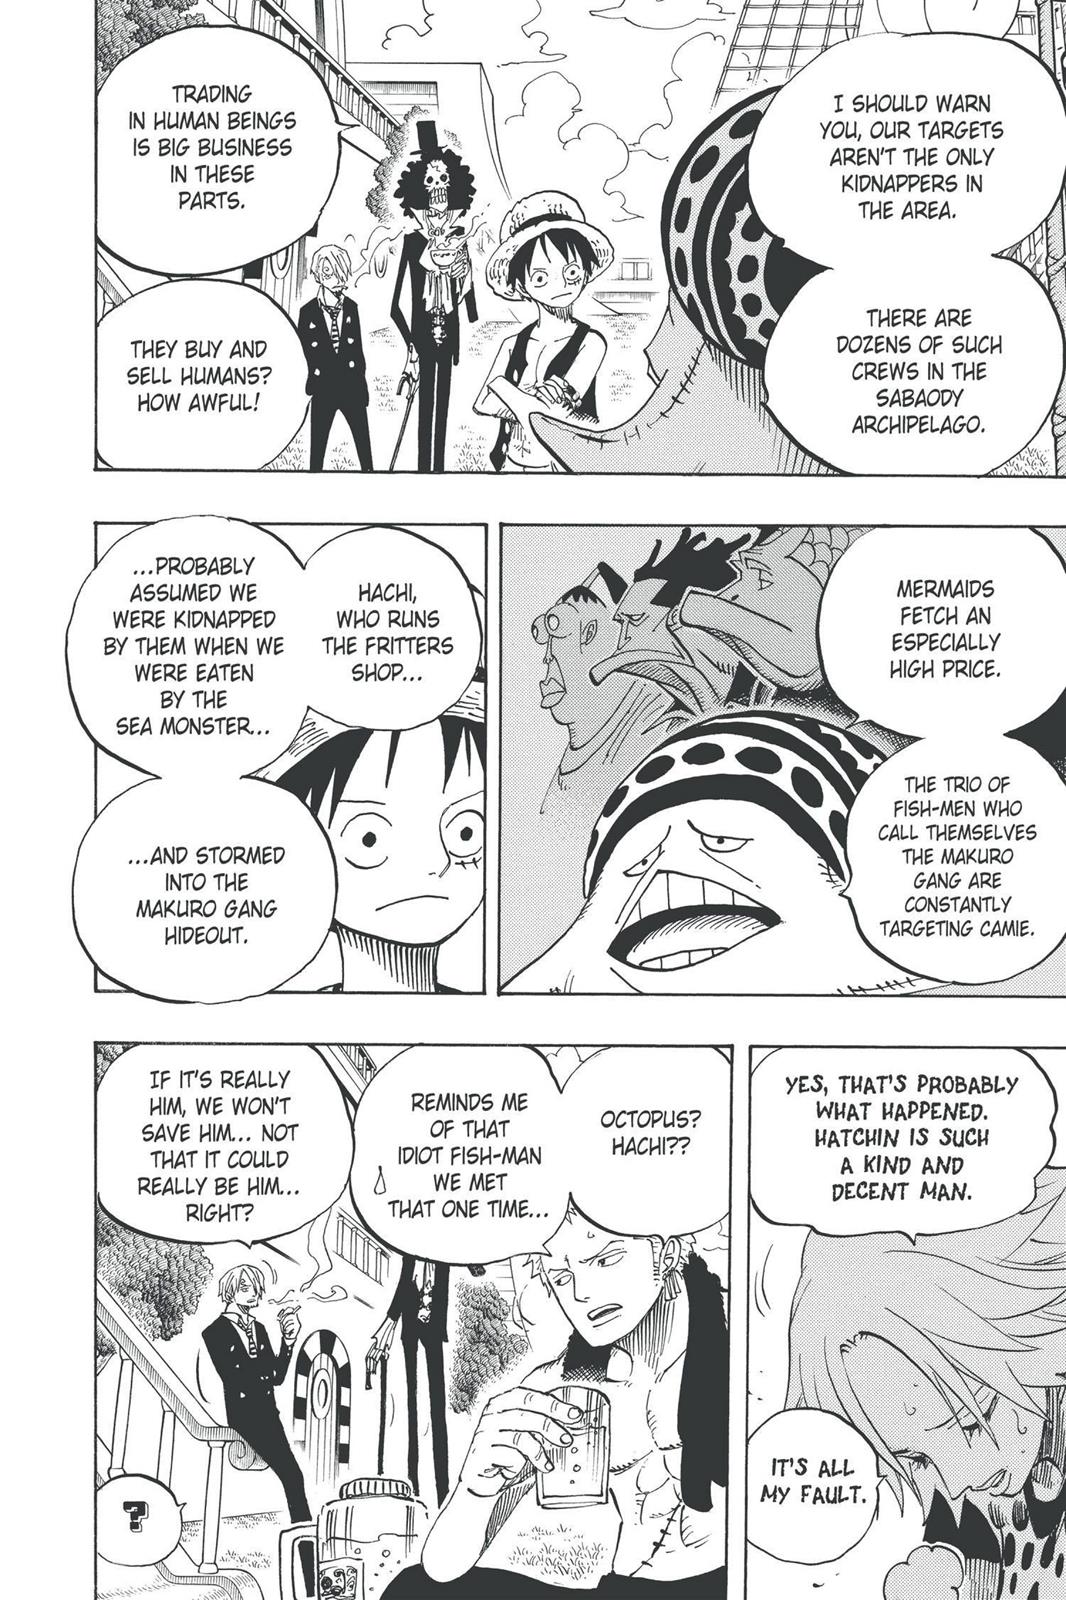 I SHOULD WARN
YOU, OUR TARGETS
AREN'T THE ONLY
KIDNAPPERS IN
THE AREA.
THERE ARE
DOZENS OF SUCH
CREWS IN THE
SABAODY
ARCHIPELAGO.
TRADING
IN HUMAN BEINGS
IS BIG BUSINESS
IN THESE
PARTS.
THEY BUY AND
SELL HUMANS?
HOW AWFUL!
MERMAIDS
FETCH AN
ESPECIALLY
HIGH PRICE.
THE TRIO OF
FISH-MEN WHO
CALL THEMSELVES
THE MAKURO
GANG ARE
CONSTANTLY
TARGETING CAMIE.
HACHI,
WHO RUNS
THE FRITTERS
SHOP...
...PROBABLY
ASSUMED WE
WERE KIDNAPPED
BY THEM WHEN WE
WERE EATEN
BY THE
SEA MONSTER...
...AND STORMED
INTO THE
MAKURO GANG
HIDEOUT.
YES, THAT'S PROBABLY
WHAT HAPPENED.
HATCHIN IS SUCH
A KIND AND
DECENT MAN.
IT'S ALL
MY FAULT.
OCTOPUS?
HACHI??
REMINDS ME
OF THAT
IDIOT FISH-MAN
WE MET
THAT ONE TIME...
IF IT'S REALLY
HIM, WE WON'T
SAVE HIM... NOT
THAT IT COULD
REALLY BE HIM...
RIGHT?
?